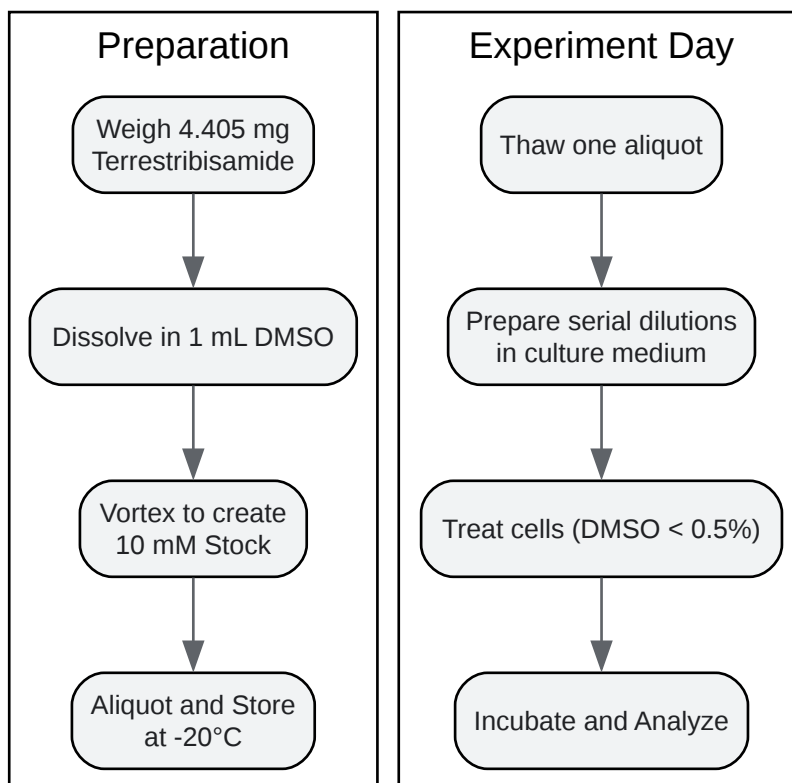 Preparation
Weigh 4.405 mg
Terrestribisamide
Dissolve in 1 mL DMSO
Vortex to create
10 mM Stock
Aliquot and Store
at -20°C
Experiment Day
Thaw one aliquot
Prepare serial dilutions
in culture medium
Treat cells (DMSO < 0.5%)
Incubate and Analyze